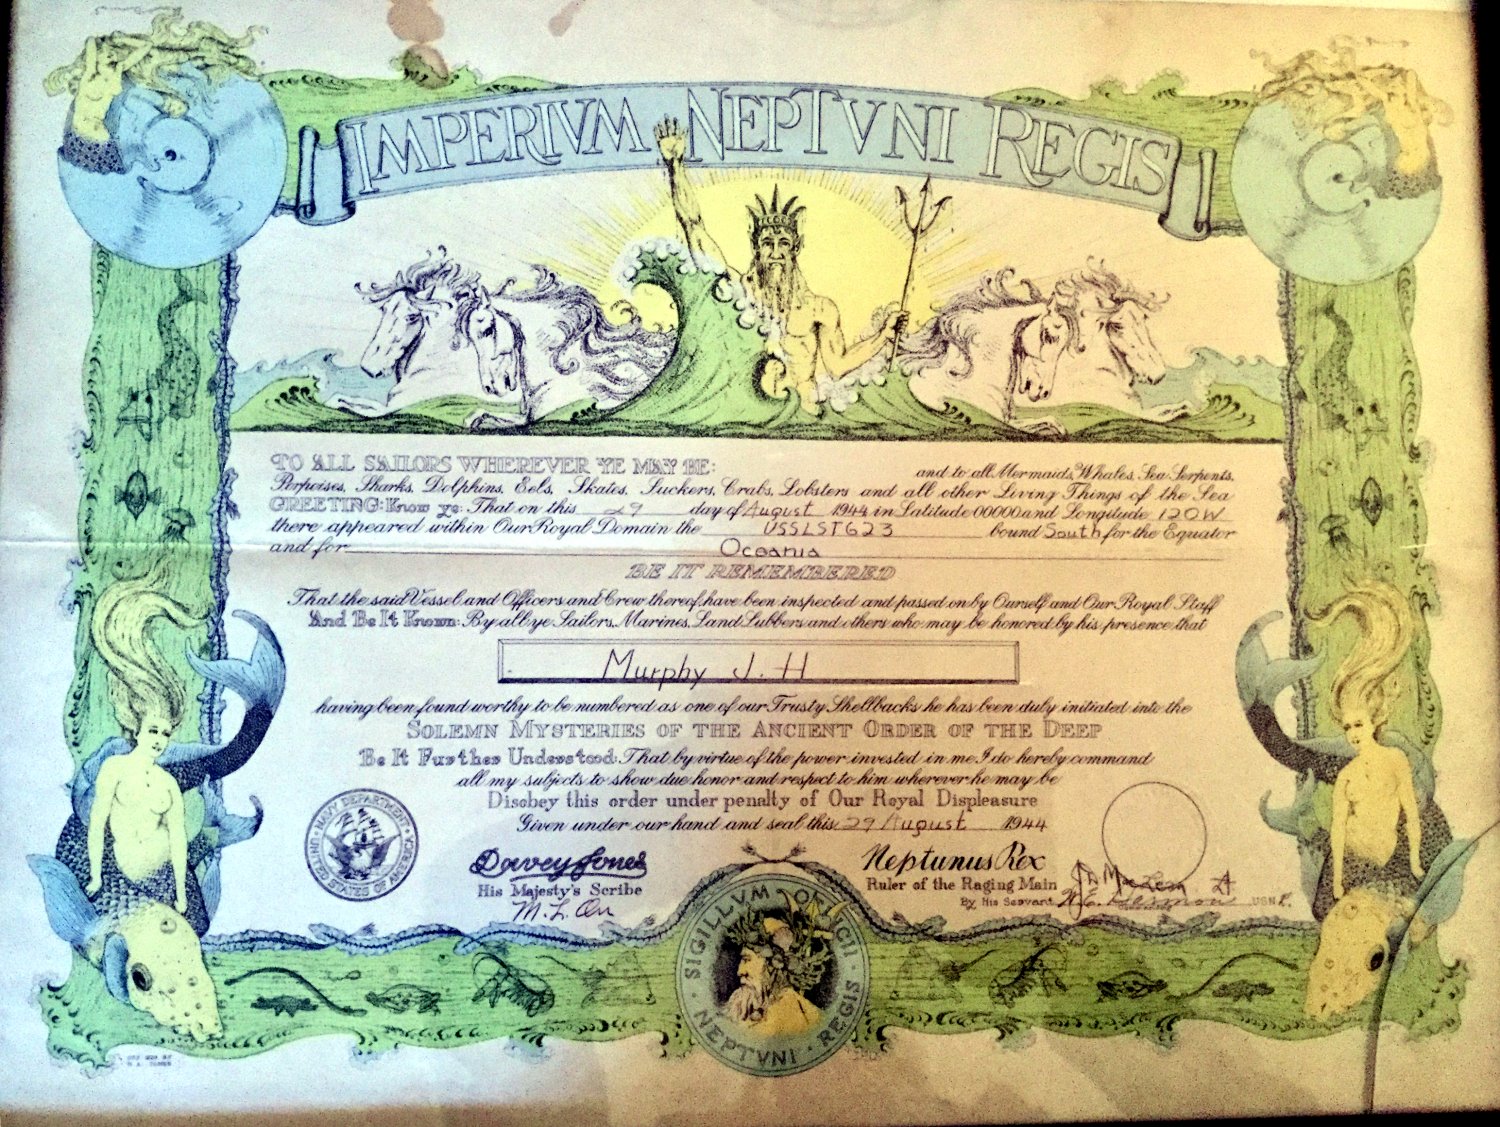 IMPERIVM NEPTVNI REGIS
TO ALL SAILORS WHEREVER YE MAY BE: and to all Mermaids, Whales, Sea Serpents,
Porpoises, Sharks, Dolphins, Eels, Skates, Suckers, Crabs, Lobsters and all other Living Things of the Sea
GREETING: Know ye: That on this 29 day of August 1944 in Latitude 00000 and Longitude 120W
there appeared within Our Royal Domain the USSLST623 bound South for the Equator
and for Oceania
BE IT REMEMBERED
That the said Vessel and Officers and Crew thereof, have been inspected and passed on by Ourself and Our Royal Staff
And Be It Known: By all ye Sailors, Marines, Land Lubbers and others who may be honored by his presence that
Murphy J. H
having been found worthy to be numbered as one of our Trusty Shellbacks he has been duly initiated into the
SOLEMN MYSTERIES OF THE ANCIENT ORDER OF THE DEEP
Be It Further Understood: That by virtue of the power invested in me I do hereby command
all my subjects to show due honor and respect to him wherever he may be
Disobey this order under penalty of Our Royal Displeasure
Given under our hand and seal this 29 August 1944
NAVY DEPARTMENT
UNITED STATES OF AMERICA
Davey Jones
His Majesty's Scribe
M. L. Orr
Neptunus Rex
Ruler of the Raging Main
By His Servant USNR.
SIGILLVM OFFICII
NEPTVNI REGIS